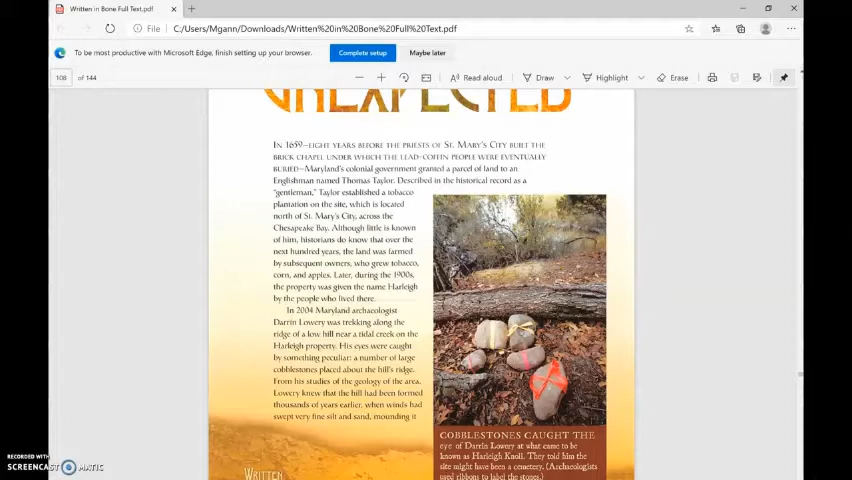 Written in Bone Full Text.pdf
File
C:/Users/Mgann/Downloads/Written%20in%20Bone%20Full%20Text.pdf
To be most productive with Microsoft Edge, finish setting up your browser.
Complete setup
Maybe later
108 of 144
Read aloud
Draw
Highlight
Erase
UNEXPECTED
In 1659—eight years before the priests of St. Mary's City built the
brick chapel under which the lead-coffin people were eventually
buried—Maryland's colonial government granted a parcel of land to an
Englishman named Thomas Taylor. Described in the historical record as a
"gentleman," Taylor established a tobacco
plantation on the site, which is located
north of St. Mary's City, across the
Chesapeake Bay. Although little is known
of him, historians do know that over the
next hundred years, the land was farmed
by subsequent owners, who grew tobacco,
corn, and apples. Later, during the 1900s,
the property was given the name Harleigh
by the people who lived there.
In 2004 Maryland archaeologist
Darrin Lowery was trekking along the
ridge of a low hill near a tidal creek on the
Harleigh property. His eyes were caught
by something peculiar: a number of large
cobblestones placed about the hill's ridge.
From his studies of the geology of the area,
Lowery knew that the hill had been formed
thousands of years earlier, when winds had
swept very fine silt and sand, mounding it
COBBLESTONES CAUGHT THE
eye of Darrin Lowery at what came to be
known as Harleigh Knoll. They told him the
site might have been a cemetery. (Archaeologists
used ribbons to label the stones.)
WRITTEN
RECORDED WITH
SCREENCAST MATIC